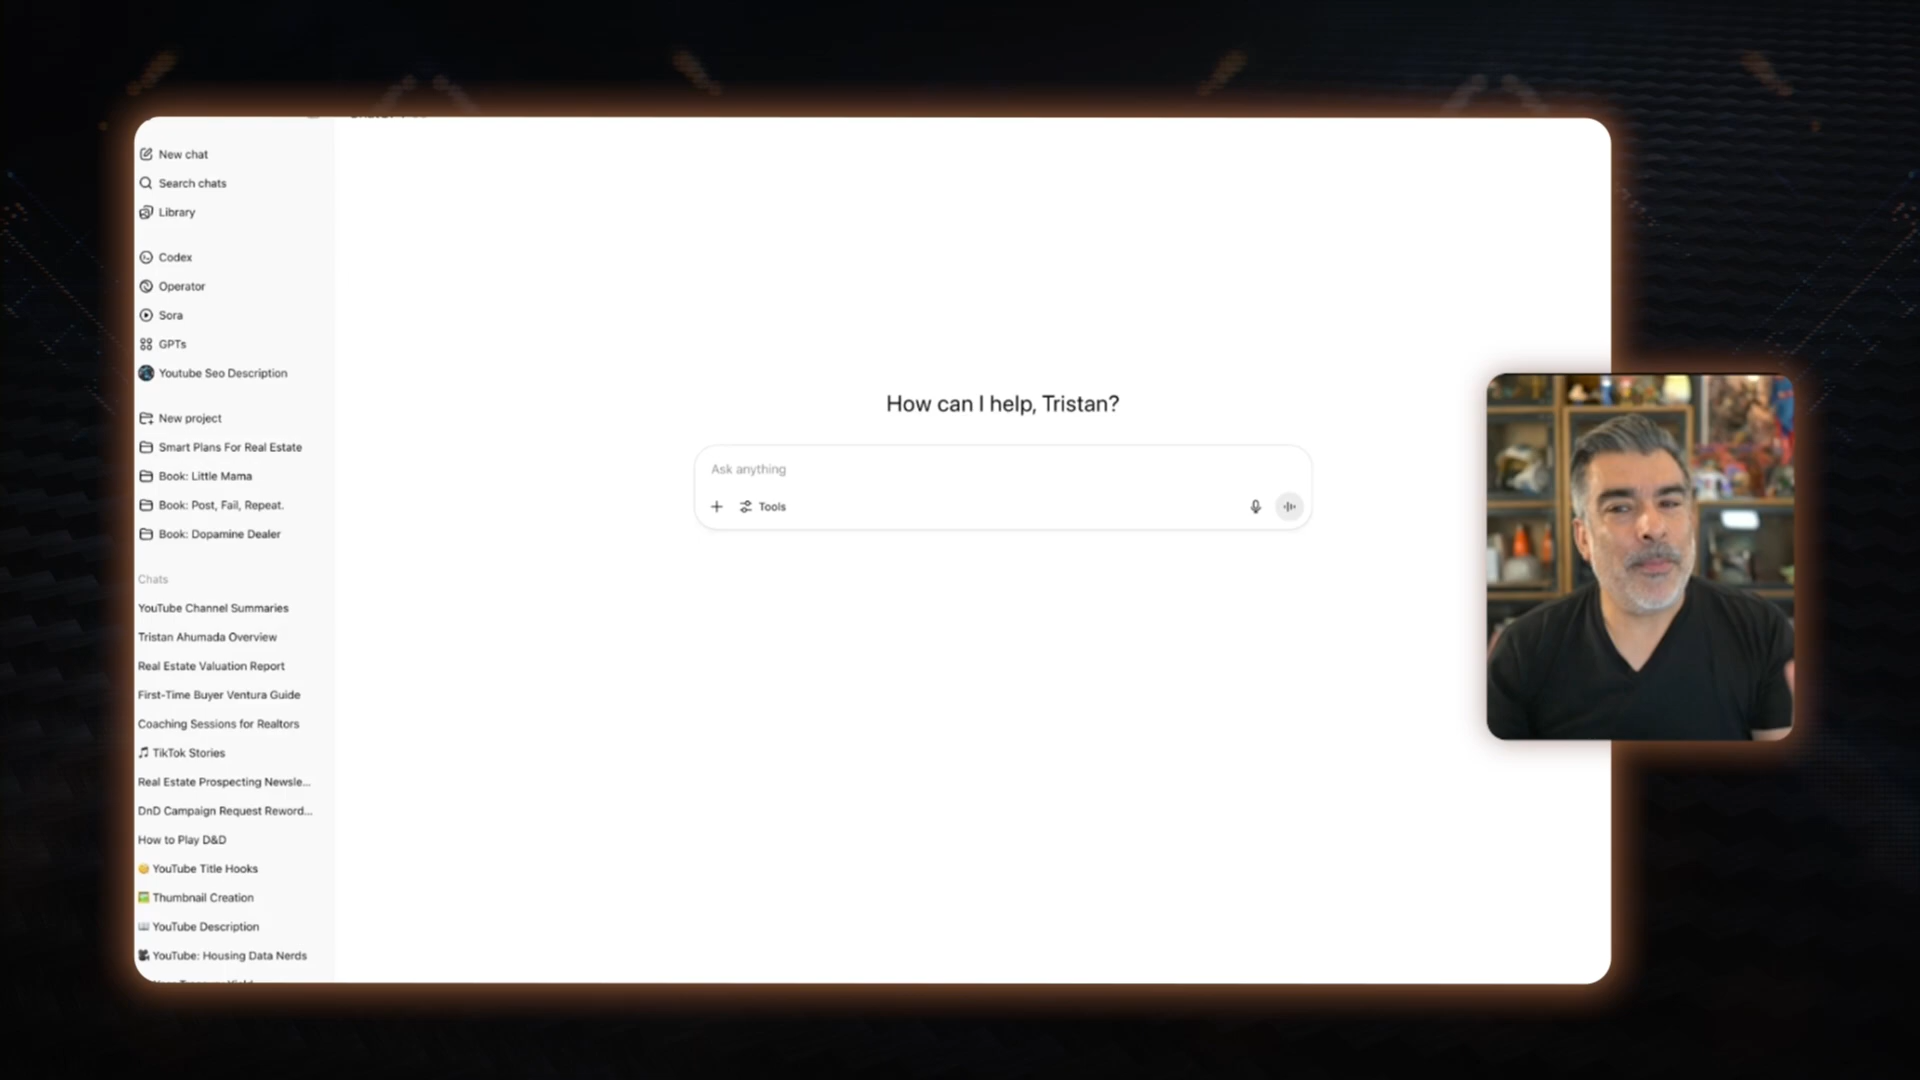 New chat
Search chats
Library
Codex
Operator
Sora
GPTs
Youtube Seo Description
New project
Smart Plans For Real Estate
Book: Little Mama
Book: Post, Fail, Repeat.
Book: Dopamine Dealer
Chats
YouTube Channel Summaries
Tristan Ahumada Overview
Real Estate Valuation Report
First-Time Buyer Ventura Guide
Coaching Sessions for Realtors
TikTok Stories
Real Estate Prospecting Newsle...
DnD Campaign Request Reword...
How to Play D&D
YouTube Title Hooks
Thumbnail Creation
YouTube Description
YouTube: Housing Data Nerds
How can I help, Tristan?
Ask anything
Tools